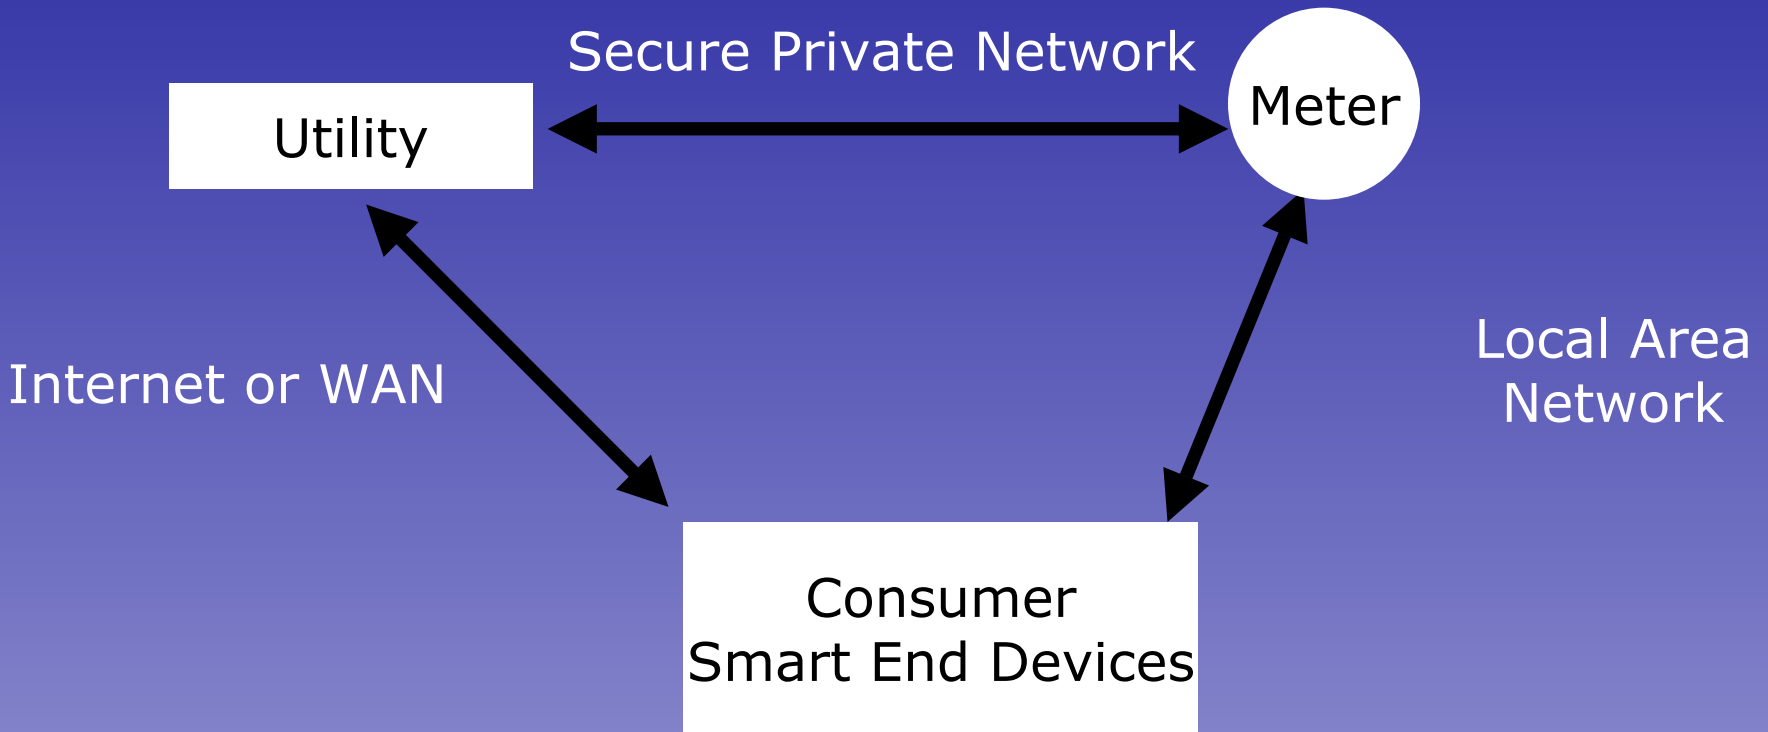 Secure Private Network
Utility
Meter
Internet or WAN
Local Area
Network
Consumer
Smart End Devices